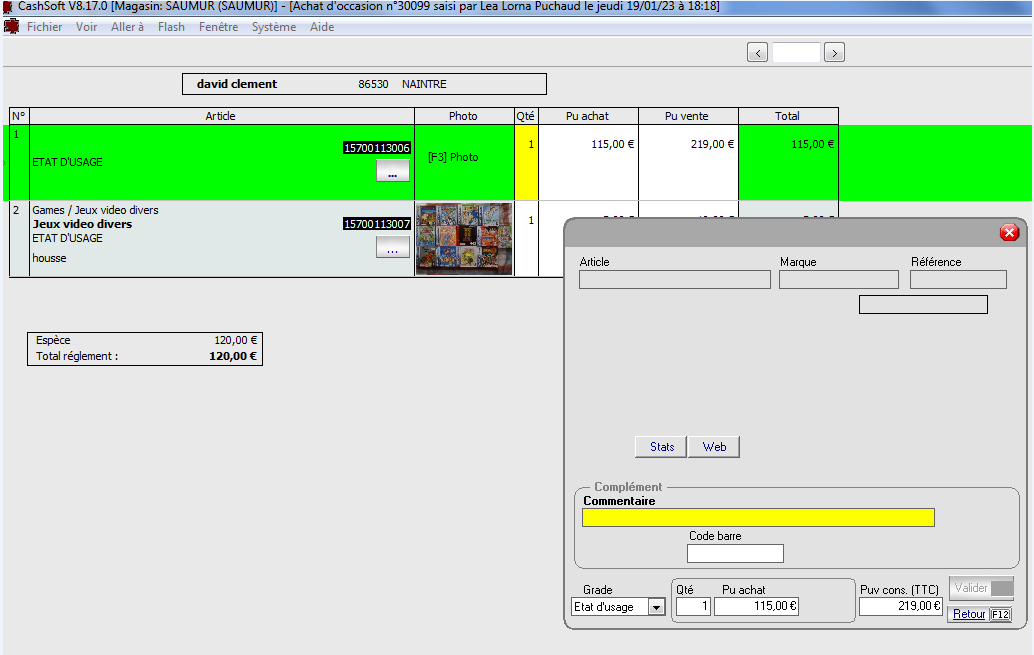 CashSoft V8.17.0 [Magasin: SAUMUR (SAUMUR)] - [Achat d'occasion n°30099 saisi par Lea Lorna Puchaud le jeudi 19/01/23 à 18:18]
Fichier Voir Aller à Flash Fenêtre Système Aide
< >
david clement 86530 NAINTRE
N° Article Photo Qté Pu achat Pu vente Total
1 15700113006 [F3] Photo 1 115,00 € 219,00 € 115,00 €
ETAT D'USAGE
...
2 Games / Jeux video divers 1
Jeux video divers 15700113007
ETAT D'USAGE
...
housse
Article Marque Référence
Espèce 120,00 €
Total réglement : 120,00 €
Stats Web
Complément
Commentaire
Code barre
Grade Qté Pu achat Puv cons. (TTC) Valider
Etat d'usage 1 115,00 € 219,00 €
Retour F12